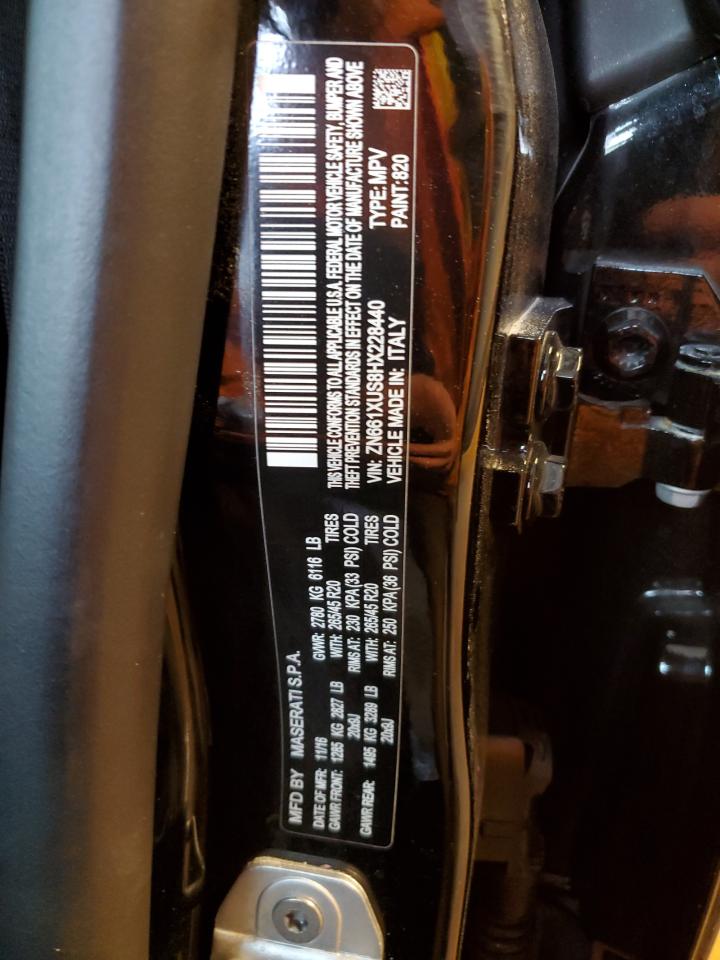 MFD BY MASERATI S.P.A.
DATE OF MFR: 11/16 GVWR: 2780 KG 6116 LB
GAWR FRONT: 1285 KG 2827 LB WITH: 265/45 R20 TIRES
20x9J RIMS AT: 230 KPA(33 PSI) COLD
GAWR REAR: 1495 KG 3289 LB WITH: 265/45 R20 TIRES
20x9J RIMS AT: 250 KPA(36 PSI) COLD
THIS VEHICLE CONFORMS TO ALL APPLICABLE U.S.A. FEDERAL MOTOR VEHICLE SAFETY, BUMPER AND
THEFT PREVENTION STANDARDS IN EFFECT ON THE DATE OF MANUFACTURE SHOWN ABOVE
VIN: ZN661XUS8HX228440 TYPE: MPV
VEHICLE MADE IN: ITALY PAINT: 820